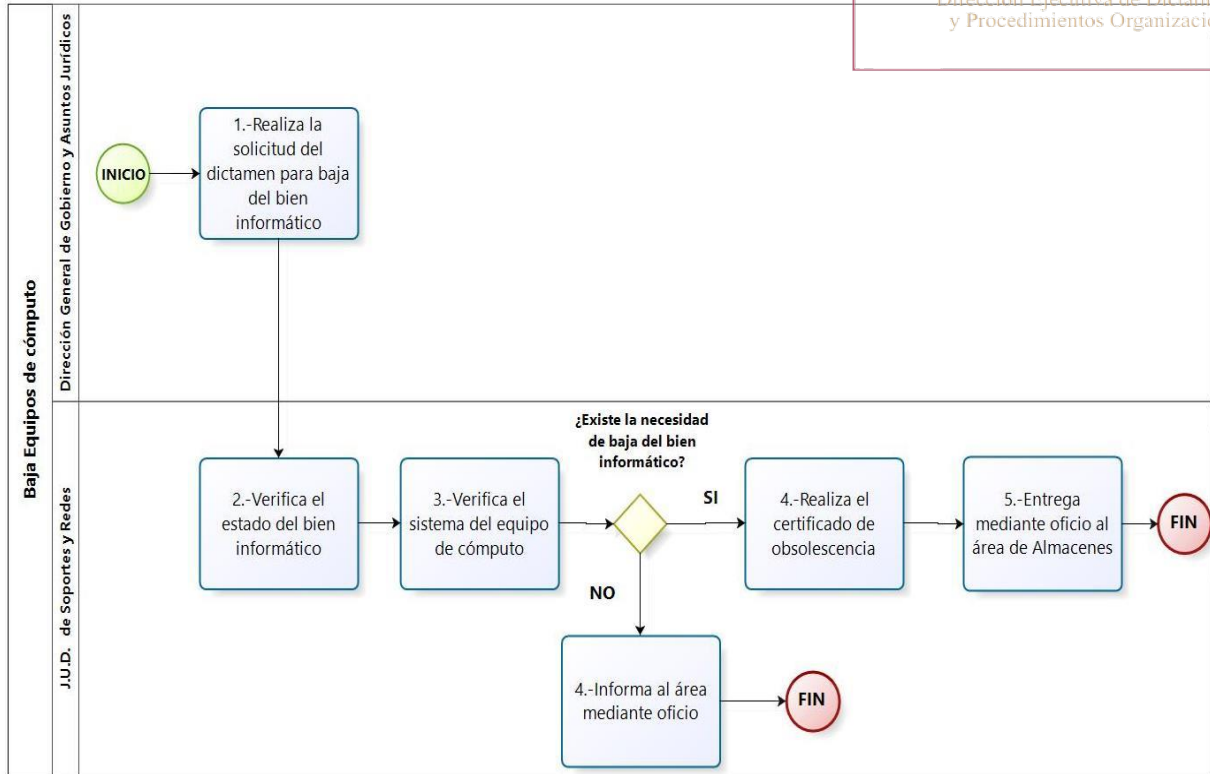 y Procedimientos Organizacio
Baja Equipos de cómputo
Dirección General de Gobierno y Asuntos Jurídicos
INICIO
1.-Realiza la
solicitud del
dictamen para baja
del bien
informático
J.U.D. de Soportes y Redes
2.-Verifica el
estado del bien
informático
3.-Verifica el
sistema del equipo
de cómputo
¿Existe la necesidad
de baja del bien
informático?
SI
4.-Realiza el
certificado de
obsolescencia
5.-Entrega
mediante oficio al
área de Almacenes
FIN
NO
4.-Informa al área
mediante oficio
FIN